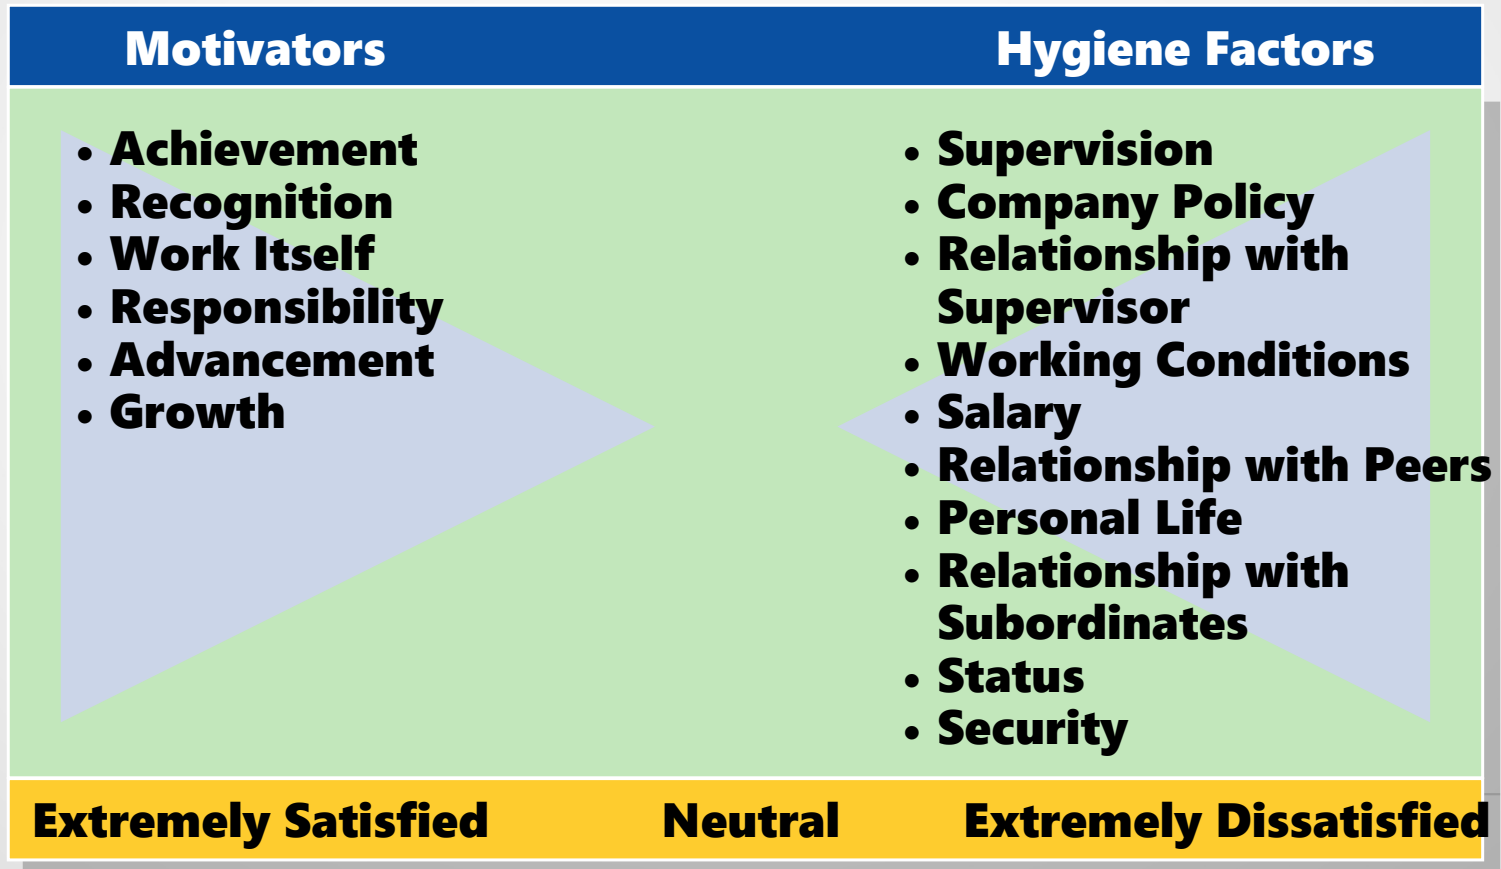 Motivators
Hygiene Factors
• Achievement
• Recognition
• Work Itself
• Responsibility
• Advancement
• Growth
• Supervision
• Company Policy
• Relationship with
Supervisor
• Working Conditions
• Salary
• Relationship with Peers
• Personal Life
• Relationship with
Subordinates
• Status
• Security
Extremely Satisfied
Neutral
Extremely Dissatisfied